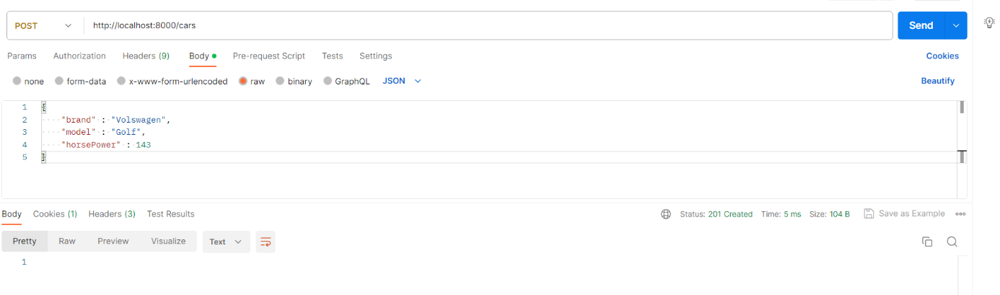 POST http://localhost:8000/cars Send
Params Authorization Headers (9) Body Pre-request Script Tests Settings Cookies
none form-data x-www-form-urlencoded raw binary GraphQL JSON Beautify
1 {
2 "brand" : "Volswagen",
3 "model" : "Golf",
4 "horsePower" : 143
5 }
Body Cookies (1) Headers (3) Test Results Status: 201 Created Time: 5 ms Size: 104 B Save as Example
Pretty Raw Preview Visualize Text
1